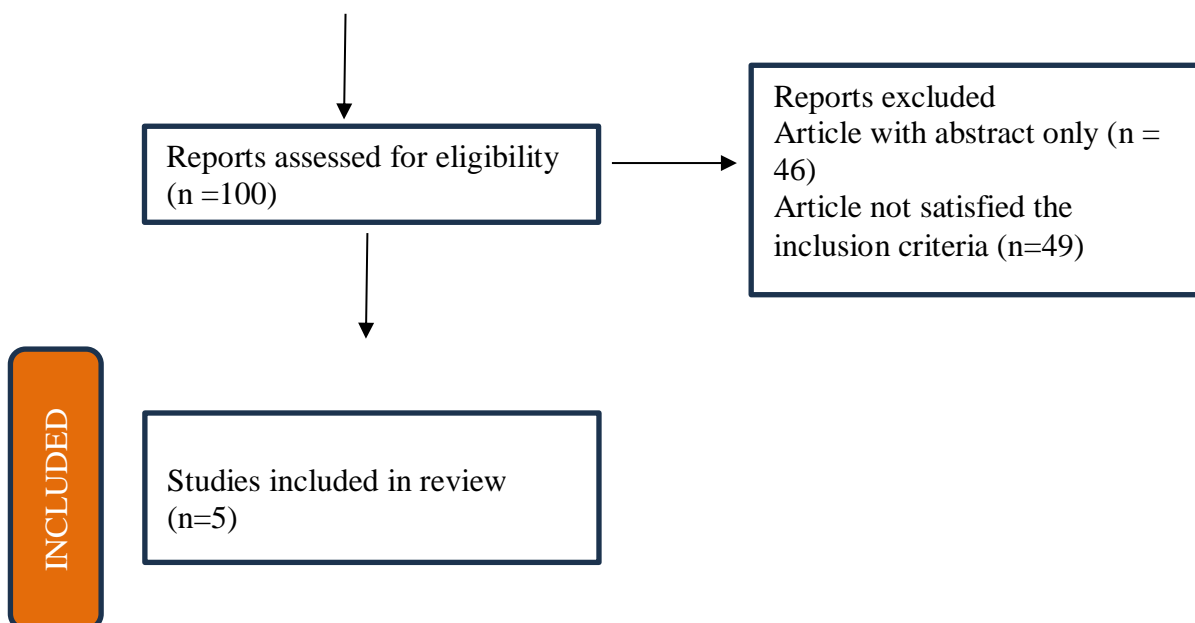 Reports assessed for eligibility
(n =100)
Reports excluded
Article with abstract only (n =
46)
Article not satisfied the
inclusion criteria (n=49)
INCLUDED
Studies included in review
(n=5)